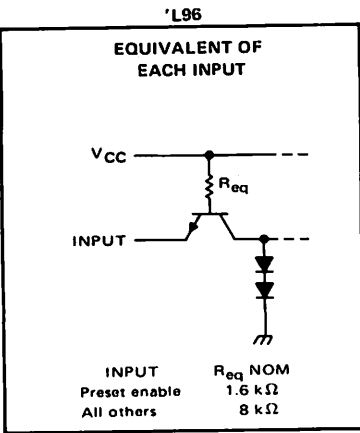 'L96
EQUIVALENT OF
EACH INPUT
VCC
Req
INPUT
INPUT Req NOM
Preset enable 1.6 kΩ
All others 8 kΩ